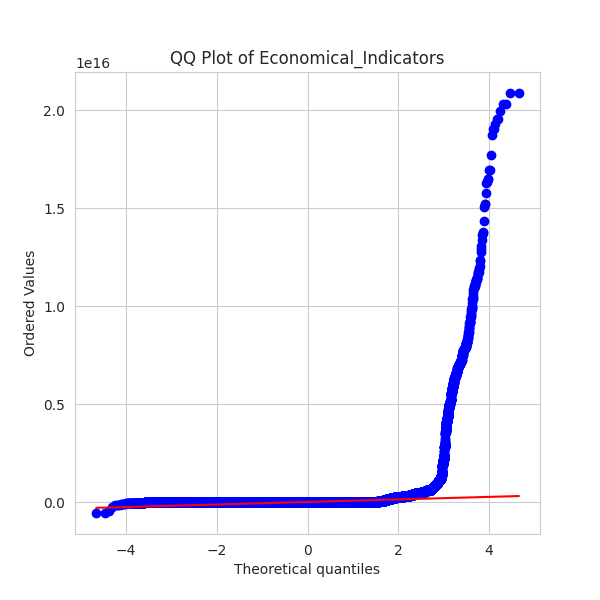 QQ Plot of Economical_Indicators
1e16
2.0
1.5
1.0
0.5
0.0
Ordered Values
−4 −2 0 2 4
Theoretical quantiles